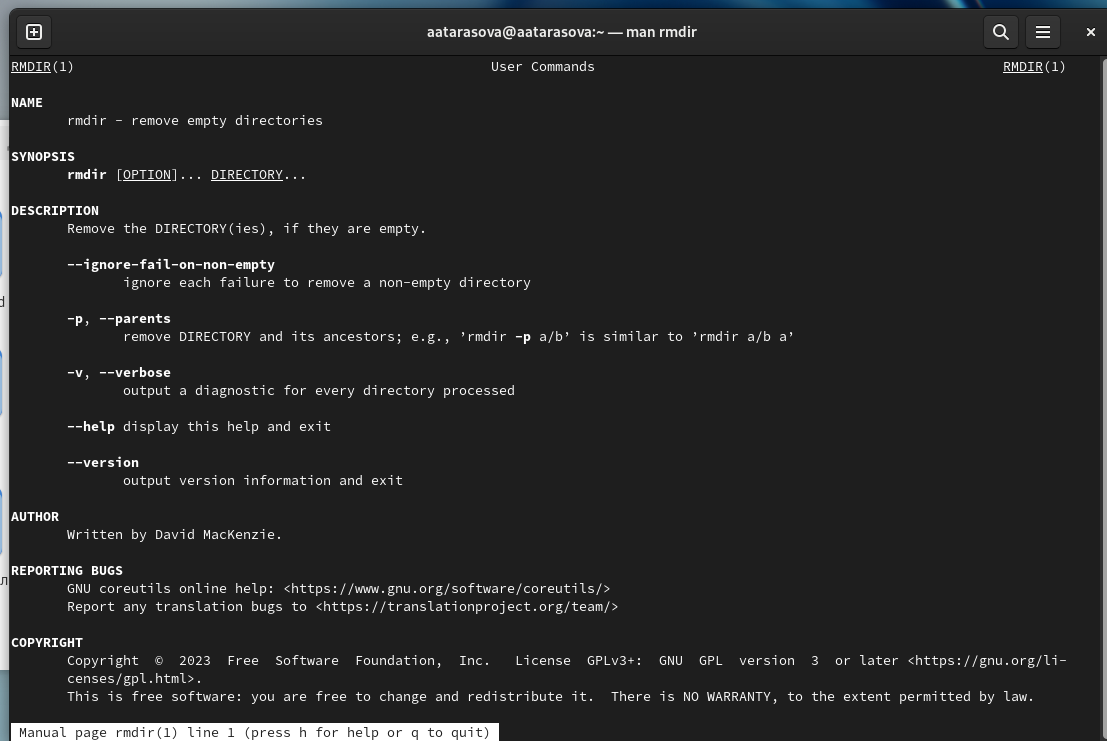 aatarasova@aatarasova:~ — man rmdir
RMDIR(1) User Commands RMDIR(1)
NAME
rmdir - remove empty directories
SYNOPSIS
rmdir [OPTION]... DIRECTORY...
DESCRIPTION
Remove the DIRECTORY(ies), if they are empty.
--ignore-fail-on-non-empty
ignore each failure to remove a non-empty directory
-p, --parents
remove DIRECTORY and its ancestors; e.g., ’rmdir -p a/b’ is similar to ’rmdir a/b a’
-v, --verbose
output a diagnostic for every directory processed
--help display this help and exit
--version
output version information and exit
AUTHOR
Written by David MacKenzie.
REPORTING BUGS
GNU coreutils online help: <https://www.gnu.org/software/coreutils/>
Report any translation bugs to <https://translationproject.org/team/>
COPYRIGHT
Copyright © 2023 Free Software Foundation, Inc. License GPLv3+: GNU GPL version 3 or later <https://gnu.org/li-
censes/gpl.html>.
This is free software: you are free to change and redistribute it. There is NO WARRANTY, to the extent permitted by law.
Manual page rmdir(1) line 1 (press h for help or q to quit)